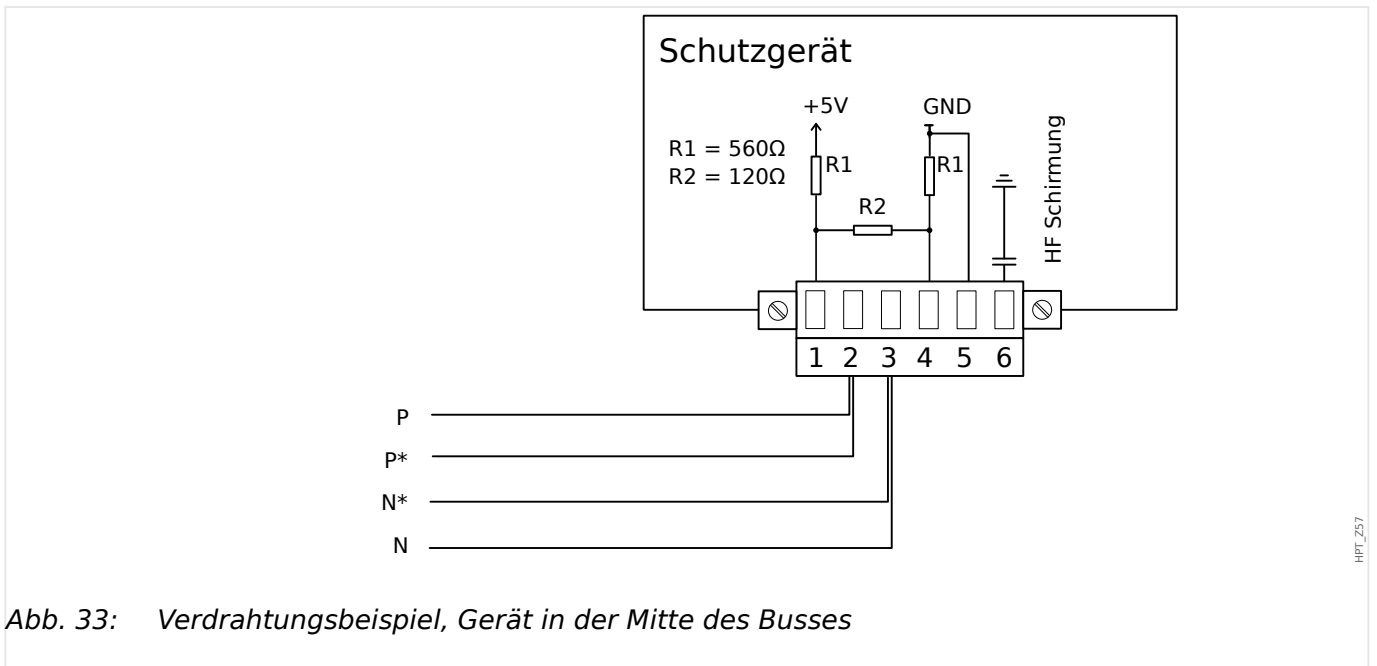 Schutzgerät
+5V
GND
R1 = 560Ω
R2 = 120Ω
R1
R1
R2
HF Schirmung
1 2 3 4 5 6
P
P*
N*
N
HPT_Z57
Abb. 33: Verdrahtungsbeispiel, Gerät in der Mitte des Busses